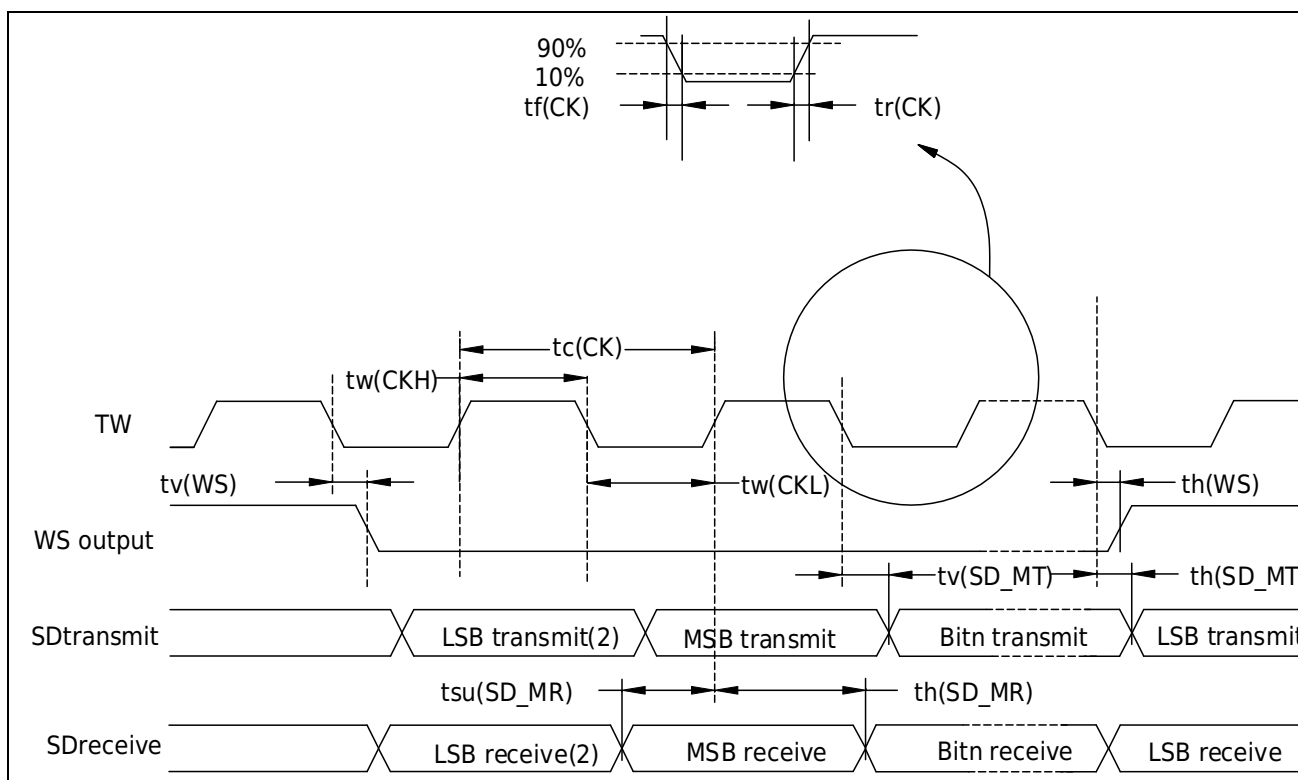 90%
10%
tf(CK) tr(CK)
tc(CK)
tw(CKH)
TW
tv(WS) tw(CKL) th(WS)
WS output
tv(SD_MT) th(SD_MT
SDtransmit LSB transmit(2) MSB transmit Bitn transmit LSB transmit
tsu(SD_MR) th(SD_MR)
SDreceive LSB receive(2) MSB receive Bitn receive LSB receive